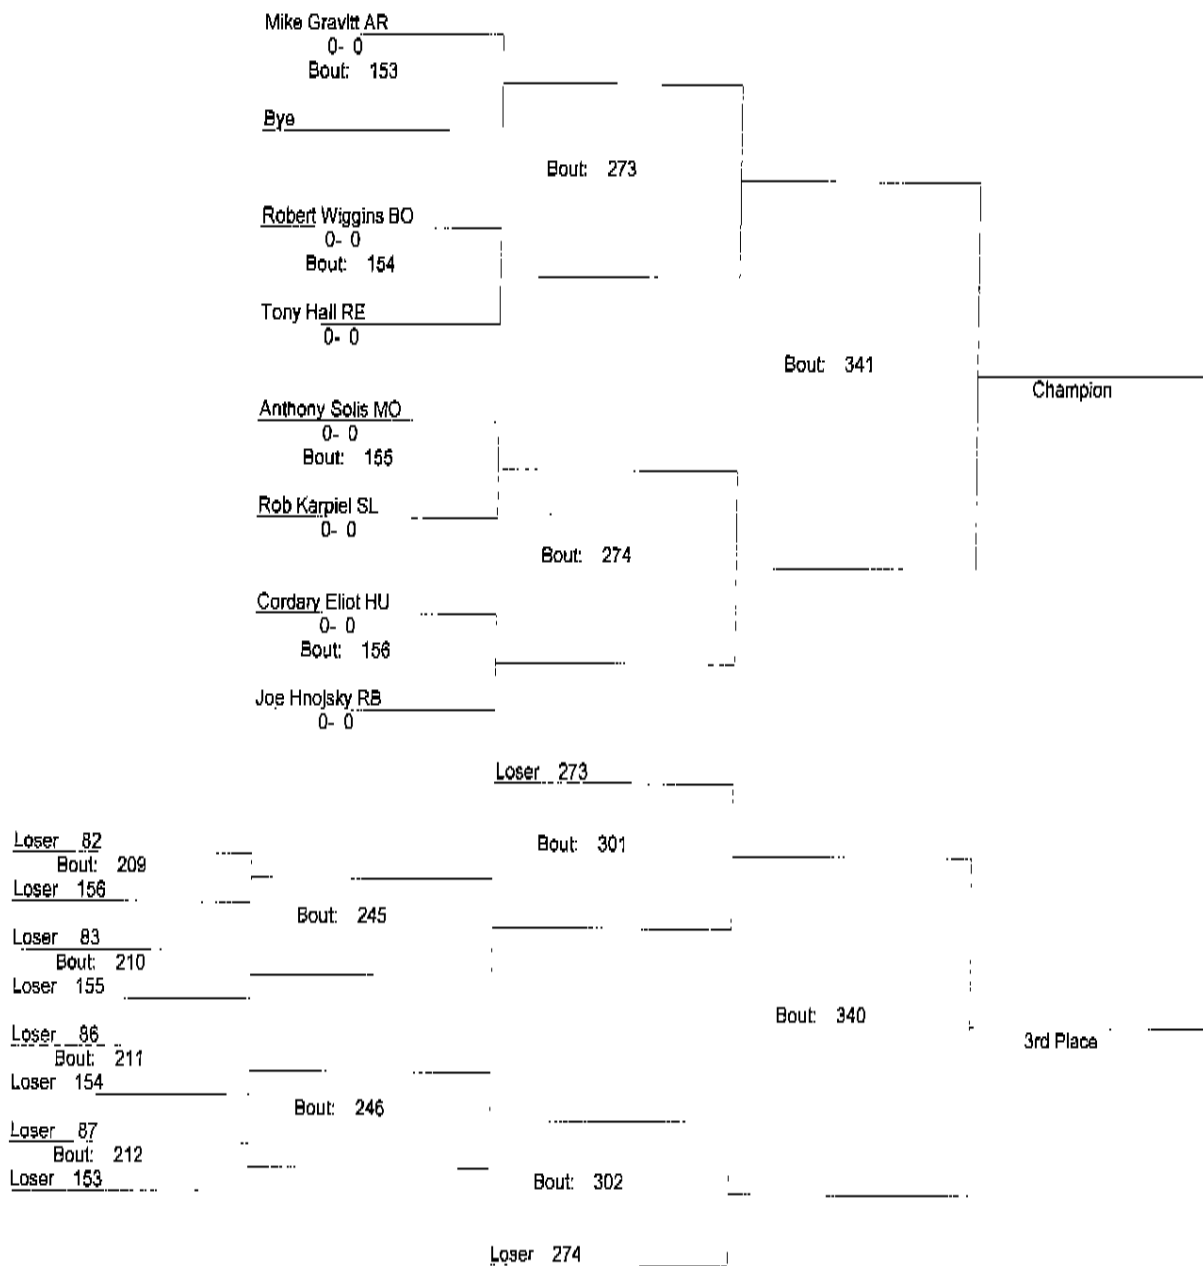 Mike Gravitt AR
0- 0
Bout: 153
Bye
Bout: 273
Robert Wiggins BO
0- 0
Bout: 154
Tony Hall RE
0- 0
Bout: 341
Champion
Anthony Solis MO
0- 0
Bout: 155
Rob Karpiel SL
0- 0
Bout: 274
Cordary Eliot HU
0- 0
Bout: 156
Joe Hnojsky RB
0- 0
Loser 273
Bout: 301
Loser 82
Bout: 209
Loser 156
Bout: 245
Loser 83
Bout: 210
Loser 155
Bout: 340
3rd Place
Loser 86
Bout: 211
Loser 154
Bout: 246
Loser 87
Bout: 212
Loser 153
Bout: 302
Loser 274